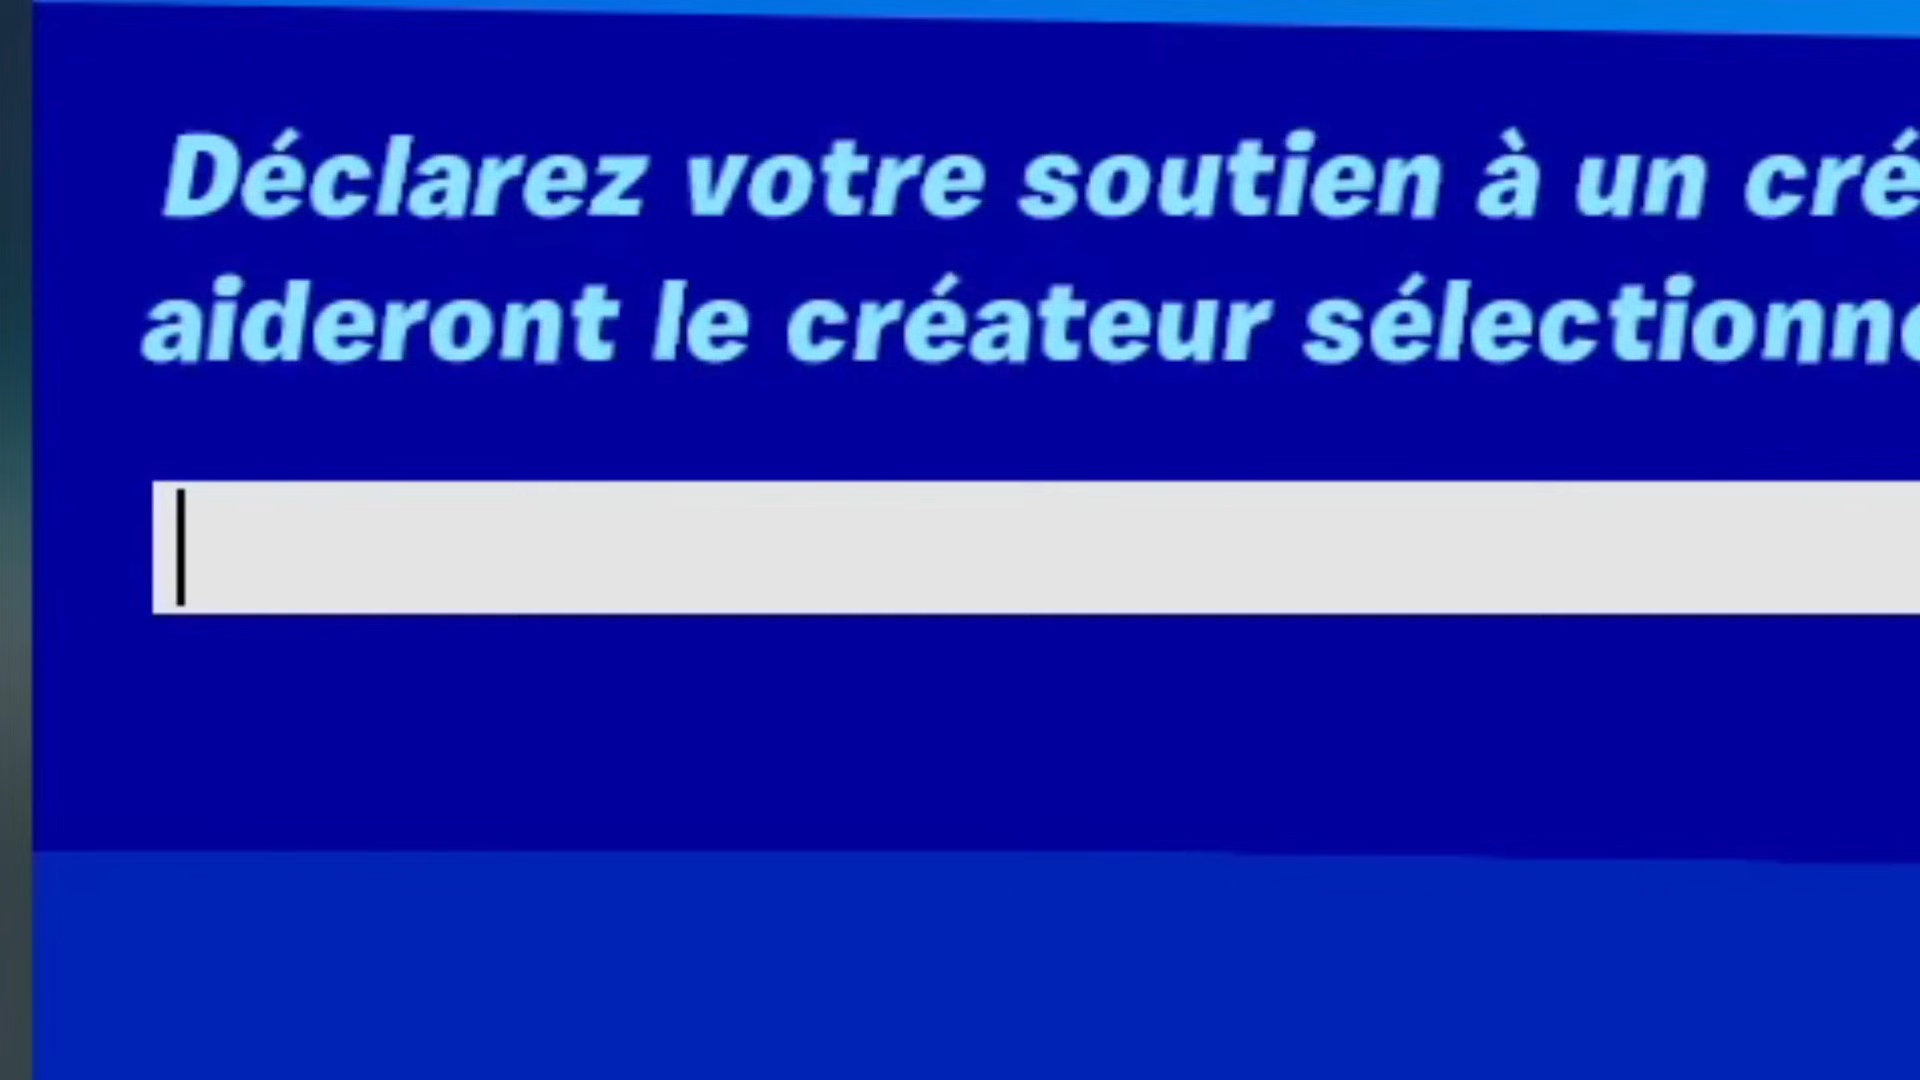 Déclarez votre soutien à un cré
aideront le créateur sélectionn